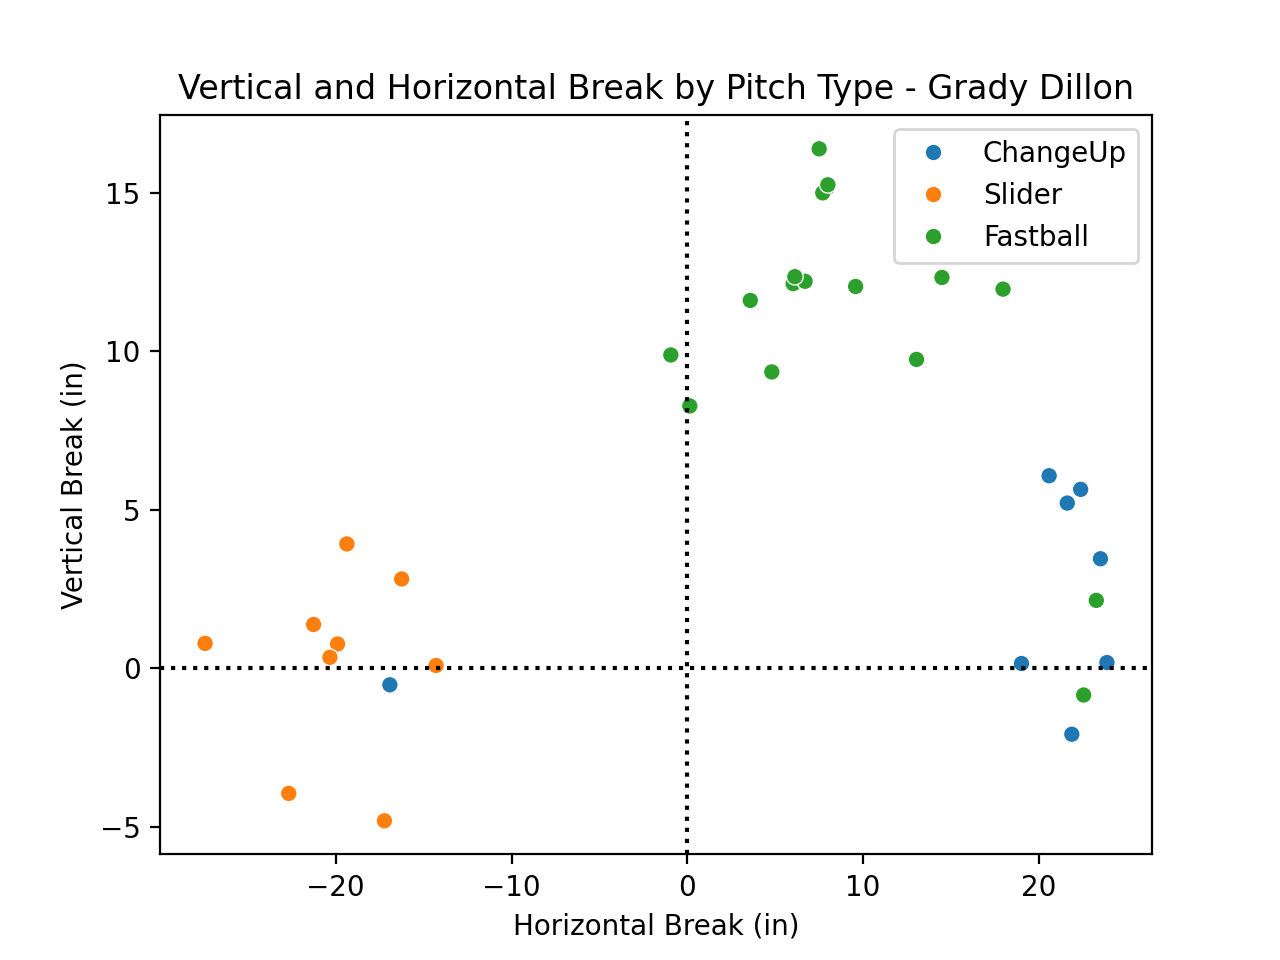 Vertical and Horizontal Break by Pitch Type - Grady Dillon
ChangeUp
Slider
Fastball
15
10
5
0
−5
Vertical Break (in)
−20
−10
0
10
20
Horizontal Break (in)